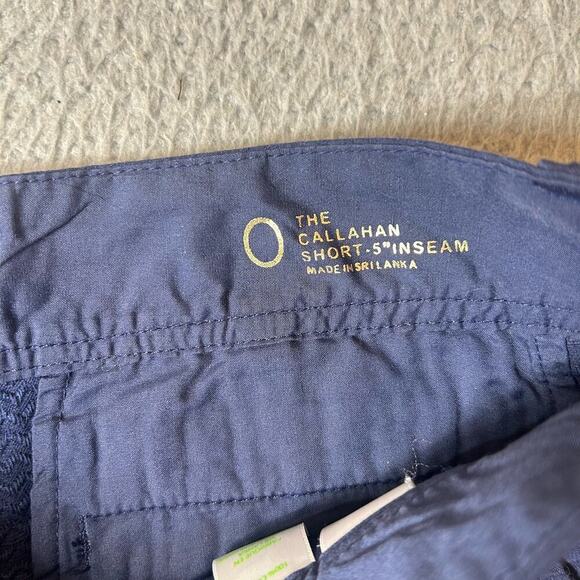 0
THE
CALLAHAN
SHORT-5" INSEAM
MADE IN SRI LANKA